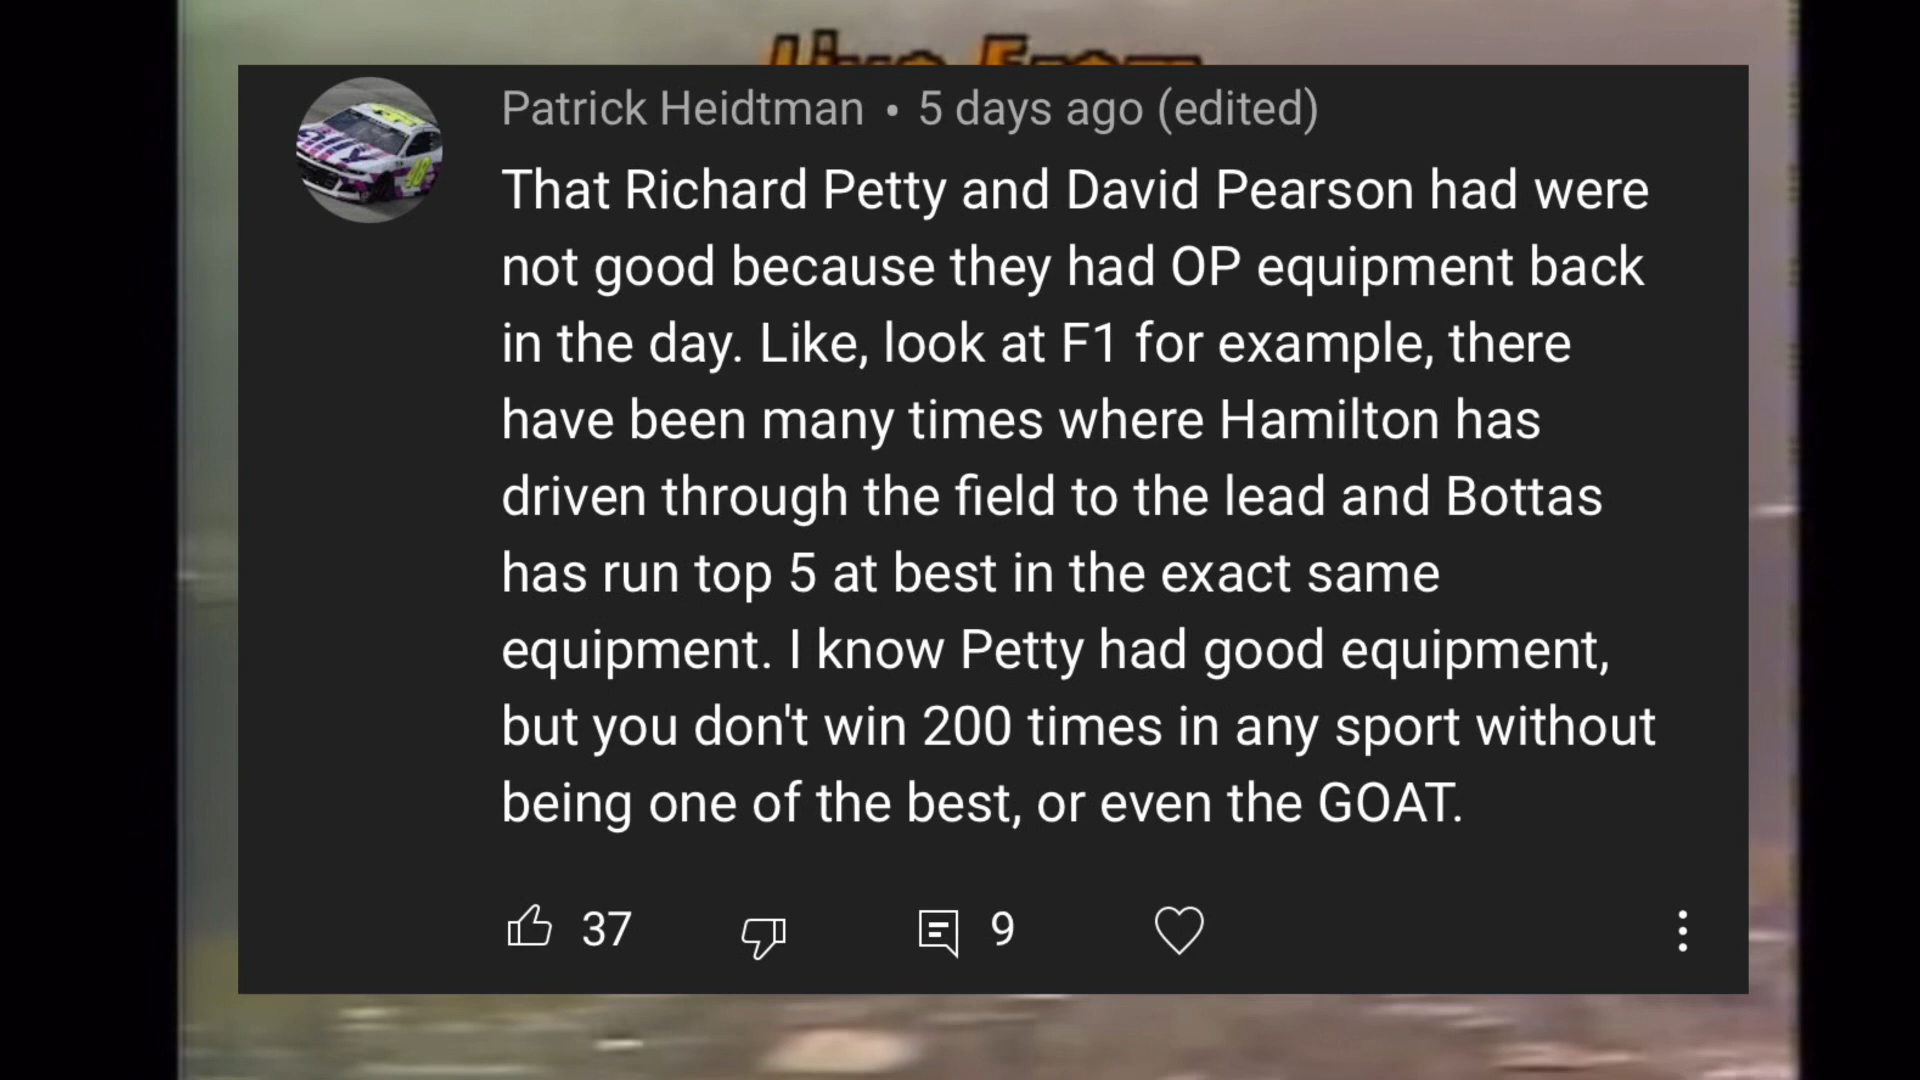 Live From
Patrick Heidtman • 5 days ago (edited)
That Richard Petty and David Pearson had were
not good because they had OP equipment back
in the day. Like, look at F1 for example, there
have been many times where Hamilton has
driven through the field to the lead and Bottas
has run top 5 at best in the exact same
equipment. I know Petty had good equipment,
but you don't win 200 times in any sport without
being one of the best, or even the GOAT.
37 9